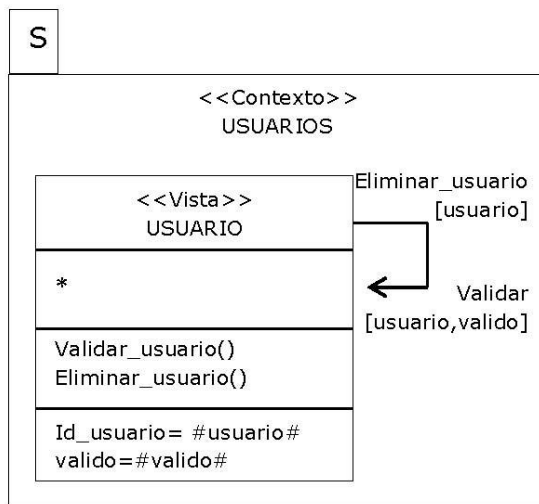 S
<<Contexto>>
USUARIOS
<<Vista>>
USUARIO
*
Validar_usuario()
Eliminar_usuario()
Id_usuario= #usuario#
valido=#valido#
Eliminar_usuario
[usuario]
Validar
[usuario,valido]